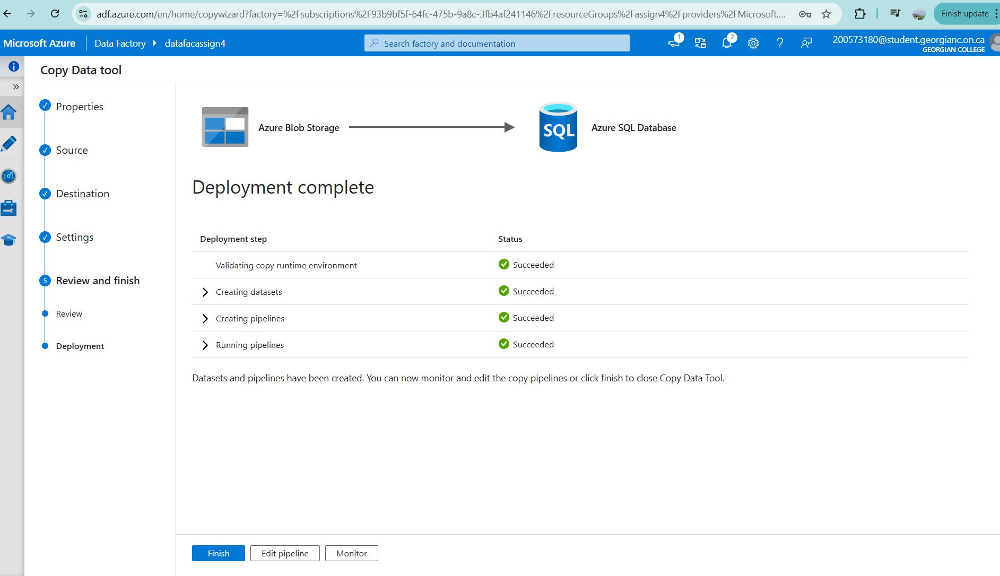 adf.azure.com/en/home/copywizard?factory=%2Fsubscriptions%2F93b9bf5f-64fc-475b-9a8c-3fb4af241146%2FresourceGroups%2Fassign4%2Fproviders%2FMicrosoft....
Finish update
Microsoft Azure
Data Factory
datafacassign4
Search factory and documentation
1
2
200573180@student.georgianc.on.ca
GEORGIAN COLLEGE
Copy Data tool
Properties
Source
Destination
Settings
5
Review and finish
Review
Deployment
Azure Blob Storage
SQL
Azure SQL Database
Deployment complete
Deployment step Status
Validating copy runtime environment Succeeded
Creating datasets Succeeded
Creating pipelines Succeeded
Running pipelines Succeeded
Datasets and pipelines have been created. You can now monitor and edit the copy pipelines or click finish to close Copy Data Tool.
Finish
Edit pipeline
Monitor